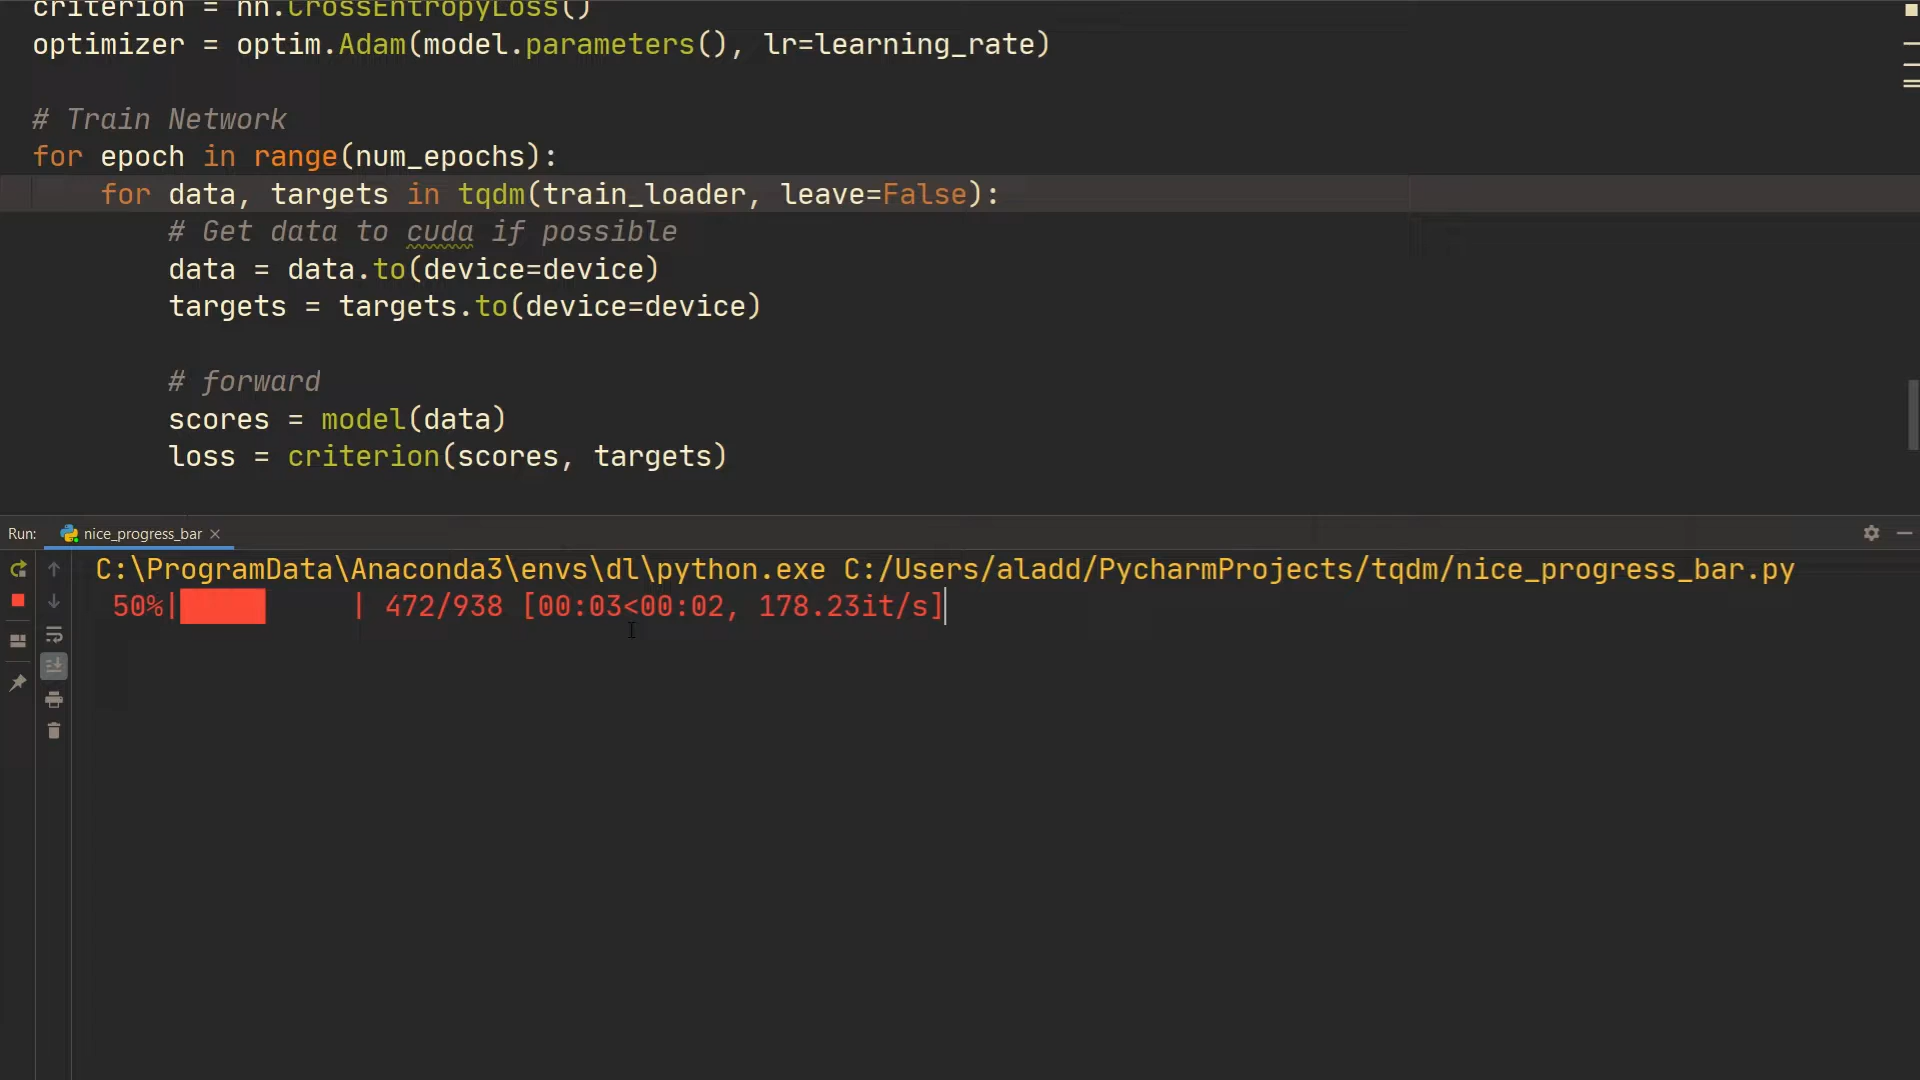 criterion = nn.CrossEntropyLoss()
optimizer = optim.Adam(model.parameters(), lr=learning_rate)
# Train Network
for epoch in range(num_epochs):
    for data, targets in tqdm(train_loader, leave=False):
        # Get data to cuda if possible
        data = data.to(device=device)
        targets = targets.to(device=device)
        # forward
        scores = model(data)
        loss = criterion(scores, targets)
Run: nice_progress_bar
C:\ProgramData\Anaconda3\envs\dl\python.exe C:/Users/aladd/PycharmProjects/tqdm/nice_progress_bar.py
50%|█████     | 472/938 [00:03<00:02, 178.23it/s]